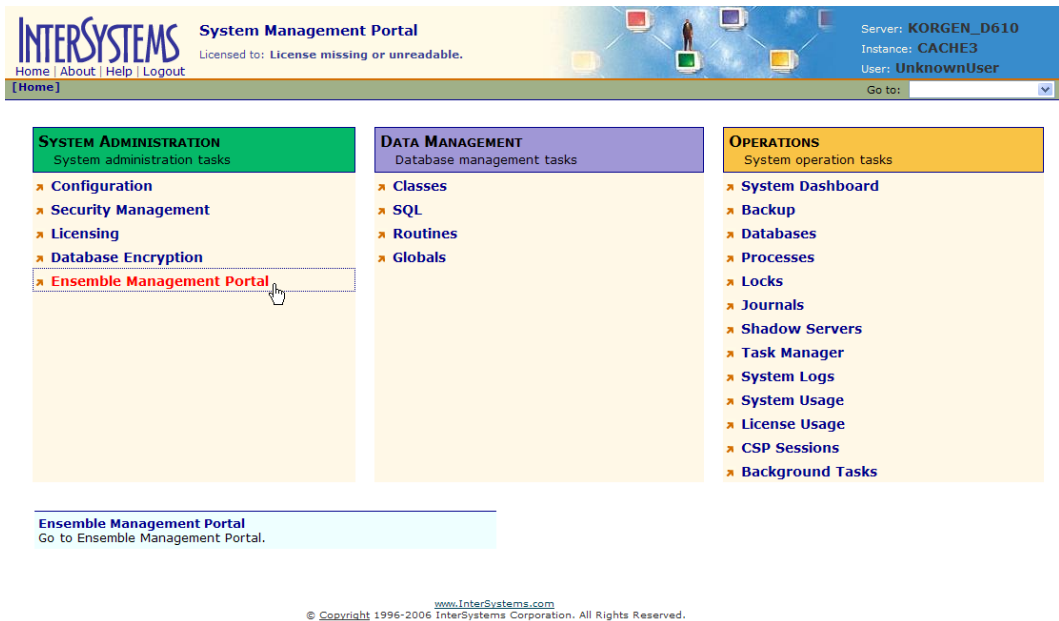 INTERSYSTEMS
Home | About | Help | Logout
System Management Portal
Licensed to: License missing or unreadable.
Server: KORGEN_D610
Instance: CACHE3
User: UnknownUser
[Home]
Go to:
SYSTEM ADMINISTRATION
System administration tasks
Configuration
Security Management
Licensing
Database Encryption
Ensemble Management Portal
DATA MANAGEMENT
Database management tasks
Classes
SQL
Routines
Globals
OPERATIONS
System operation tasks
System Dashboard
Backup
Databases
Processes
Locks
Journals
Shadow Servers
Task Manager
System Logs
System Usage
License Usage
CSP Sessions
Background Tasks
Ensemble Management Portal
Go to Ensemble Management Portal.
www.InterSystems.com
© Copyright 1996-2006 InterSystems Corporation. All Rights Reserved.